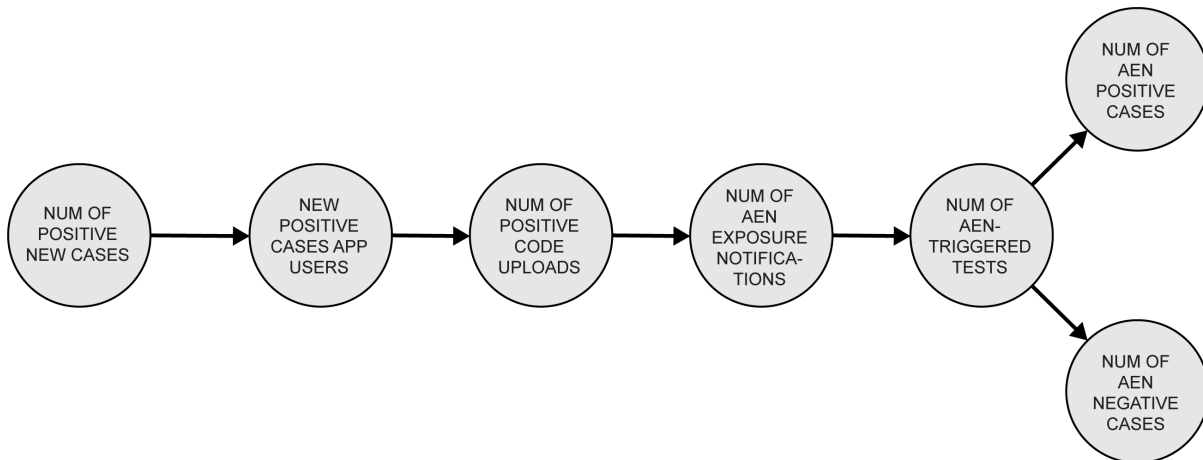 NUM OF
POSITIVE
NEW CASES
NEW
POSITIVE
CASES APP
USERS
NUM OF
POSITIVE
CODE
UPLOADS
NUM OF
AEN
EXPOSURE
NOTIFICA-
TIONS
NUM OF
AEN-
TRIGGERED
TESTS
NUM OF
AEN
POSITIVE
CASES
NUM OF
AEN
NEGATIVE
CASES